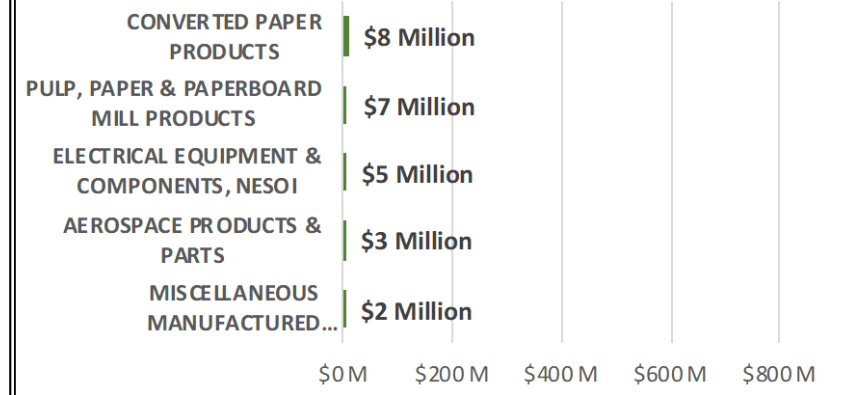 CONVERTED PAPER
PRODUCTS
$8 Million
PULP, PAPER & PAPERBOARD
MILL PRODUCTS
$7 Million
ELECTRICAL EQUIPMENT &
COMPONENTS, NESOI
$5 Million
AEROSPACE PRODUCTS &
PARTS
$3 Million
MISCELLANEOUS
MANUFACTURED...
$2 Million
$0 M $200 M $400 M $600 M $800 M